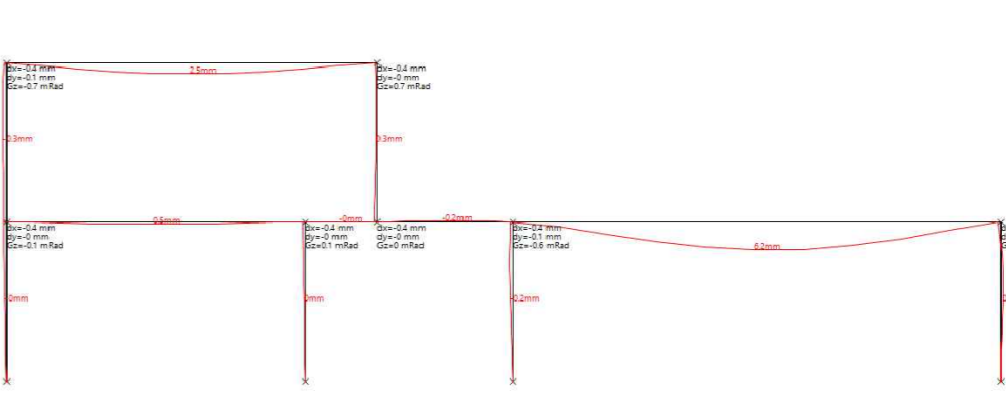 dx=-0.4 mm
dy=-0.1 mm
Gz=-0.7 mRad
2.5mm
dx=-0.4 mm
dy=-0 mm
Gz=0.7 mRad
0.3mm
0.3mm
0.5mm
-0mm
-0.2mm
dx=-0.4 mm
dy=-0 mm
Gz=-0.1 mRad
dx=-0.4 mm
dy=-0 mm
Gz=0.1 mRad
dx=-0.4 mm
dy=-0 mm
Gz=0 mRad
dx=-0.4 mm
dy=-0.1 mm
Gz=-0.6 mRad
6.2mm
0mm
0mm
0.2mm